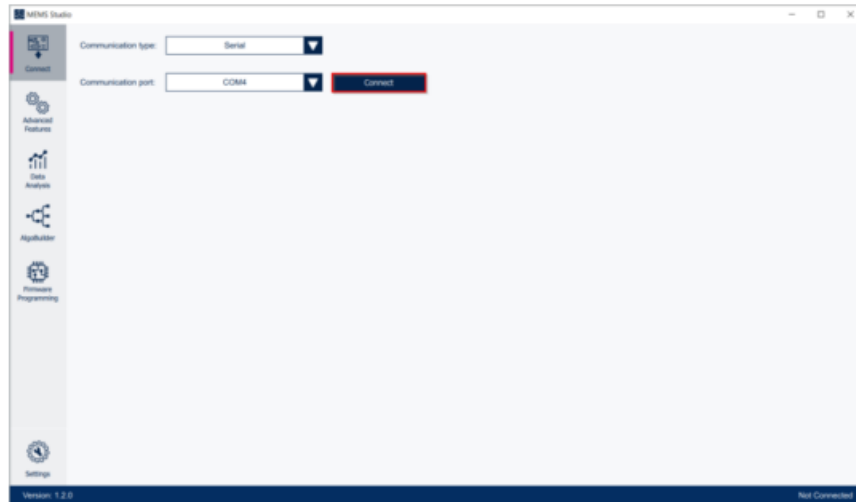 MEMS Studio
Connect
Communication type:
Serial
Communication port:
COM4
Connect
Advanced
Features
Data
Analysis
AlgoBuilder
Firmware
Programming
Settings
Version: 1.2.0
Not Connected